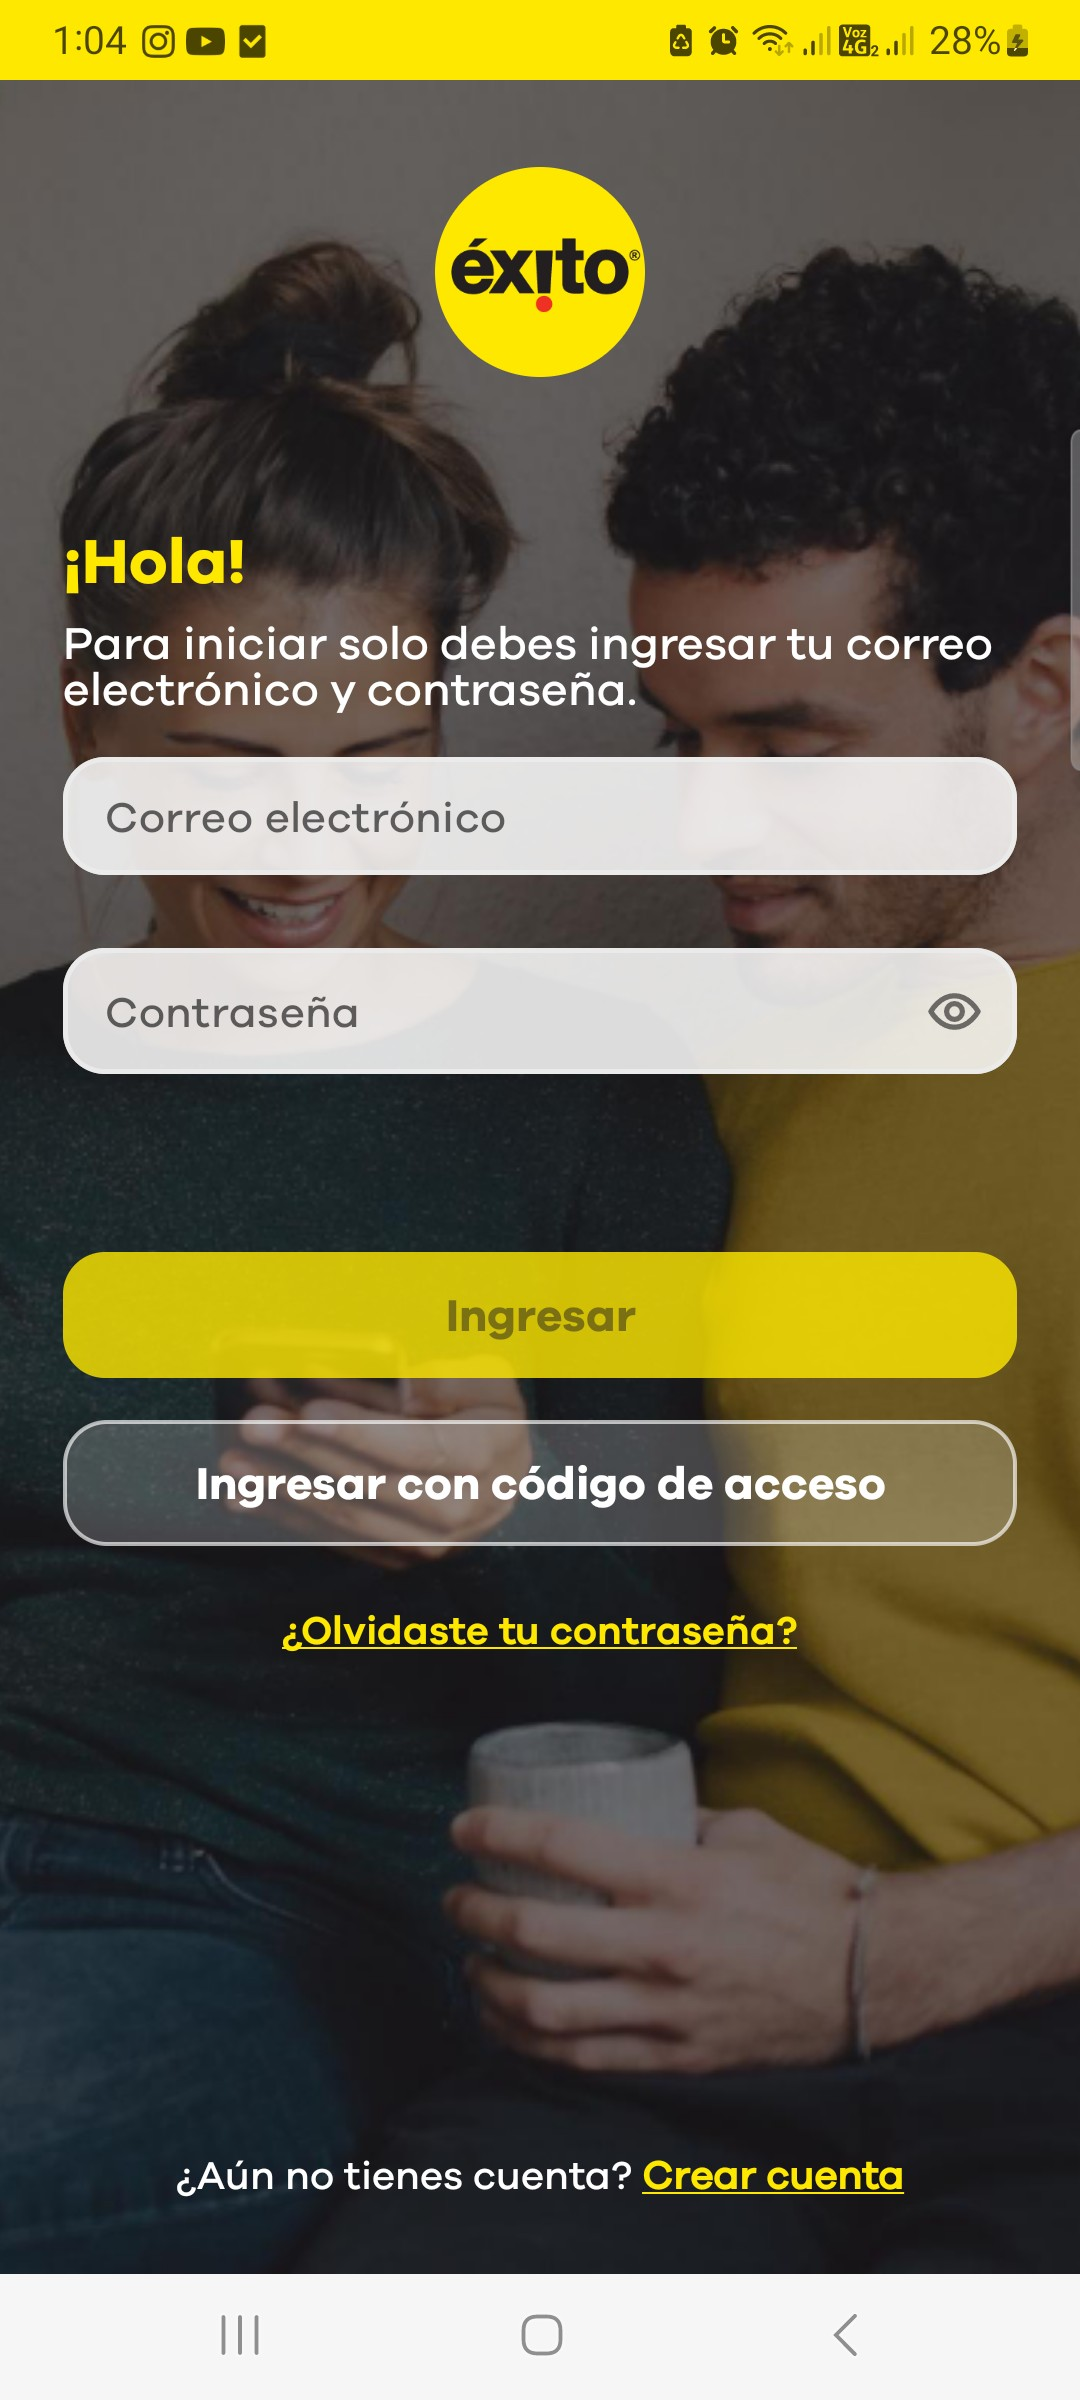 1:04
Voz 4G 2 28%
éxito®
¡Hola!
Para iniciar solo debes ingresar tu correo
electrónico y contraseña.
Correo electrónico
Contraseña
Ingresar
Ingresar con código de acceso
¿Olvidaste tu contraseña?
¿Aún no tienes cuenta? Crear cuenta